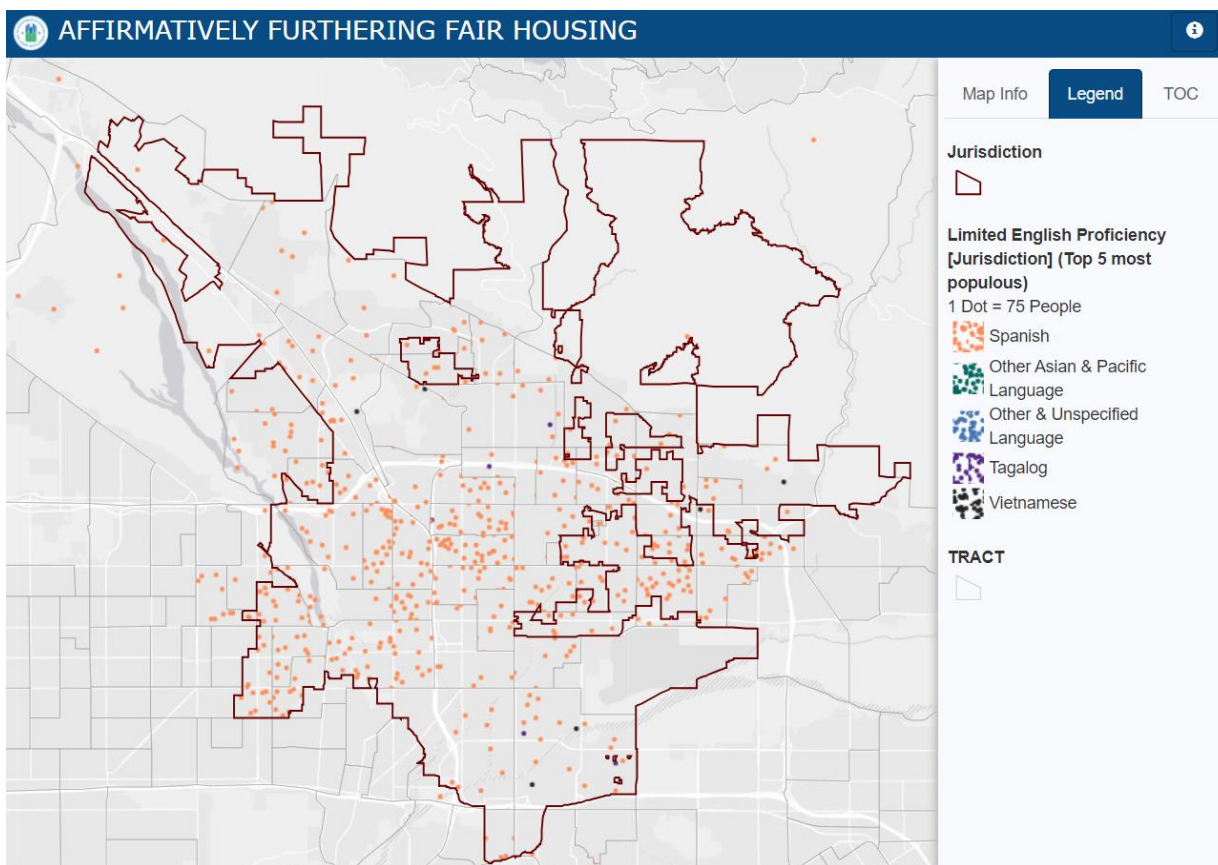 AFFIRMATIVELY FURTHERING FAIR HOUSING
Map Info
Legend
TOC
Jurisdiction
Limited English Proficiency
[Jurisdiction] (Top 5 most
populous)
1 Dot = 75 People
Spanish
Other Asian & Pacific
Language
Other & Unspecified
Language
Tagalog
Vietnamese
TRACT